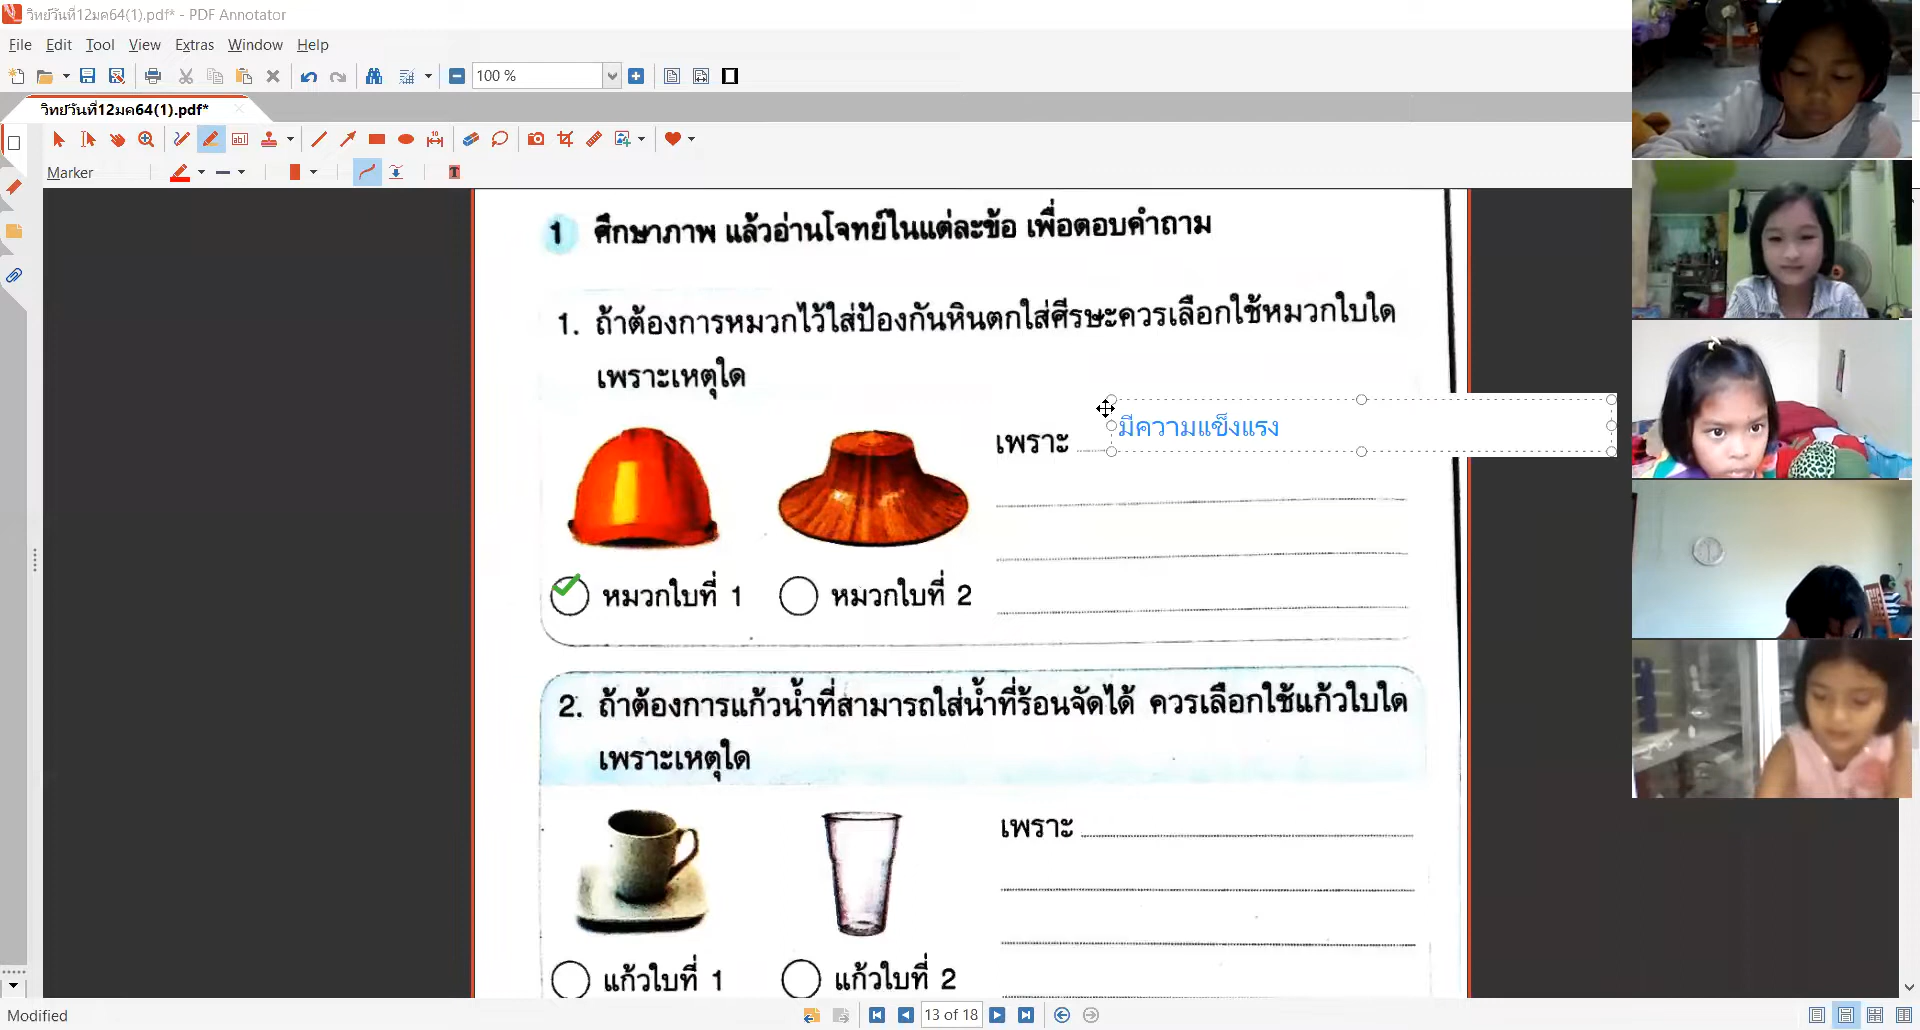 วิทย์วันที่12มค64(1).pdf* - PDF Annotator
File Edit Tool View Extras Window Help
100 %
วิทย์วันที่12มค64(1).pdf*
Marker
1 ศึกษาภาพ แล้วอ่านโจทย์ในแต่ละข้อ เพื่อตอบคำถาม
1. ถ้าต้องการหมวกไว้ใส่ป้องกันหินตกใส่ศีรษะควรเลือกใช้หมวกใบใด
เพราะเหตุใด
เพราะ มีความแข็งแรง
หมวกใบที่ 1 หมวกใบที่ 2
2. ถ้าต้องการแก้วน้ำที่สามารถใส่น้ำที่ร้อนจัดได้ ควรเลือกใช้แก้วใบใด
เพราะเหตุใด
เพราะ
แก้วใบที่ 1 แก้วใบที่ 2
Modified
13 of 18